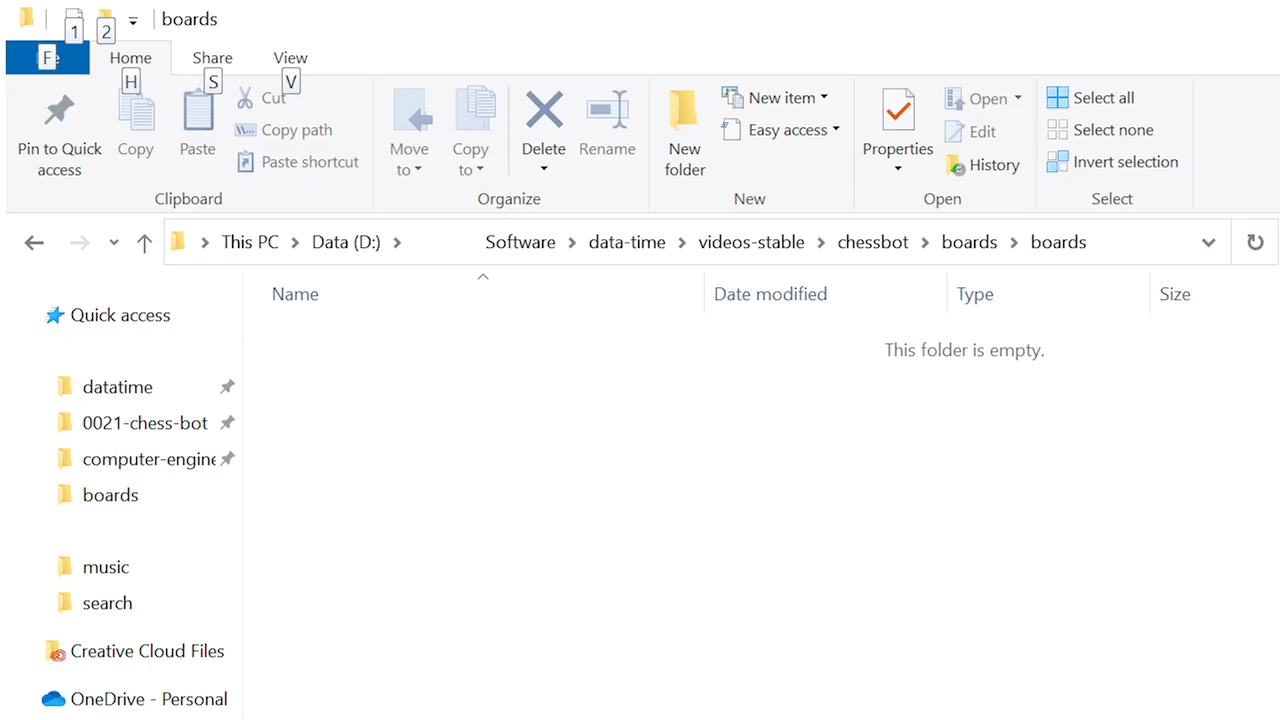 1 2 boards
F Home Share View
H S V
Pin to Quick access
Copy
Paste
Cut
Copy path
Paste shortcut
Clipboard
Move to
Copy to
Delete
Rename
Organize
New folder
New item
Easy access
New
Properties
Open
Edit
History
Open
Select all
Select none
Invert selection
Select
This PC Data (D:) Software data-time videos-stable chessbot boards boards
Name Date modified Type Size
This folder is empty.
Quick access
datatime
0021-chess-bot
computer-engine
boards
music
search
Creative Cloud Files
OneDrive - Personal